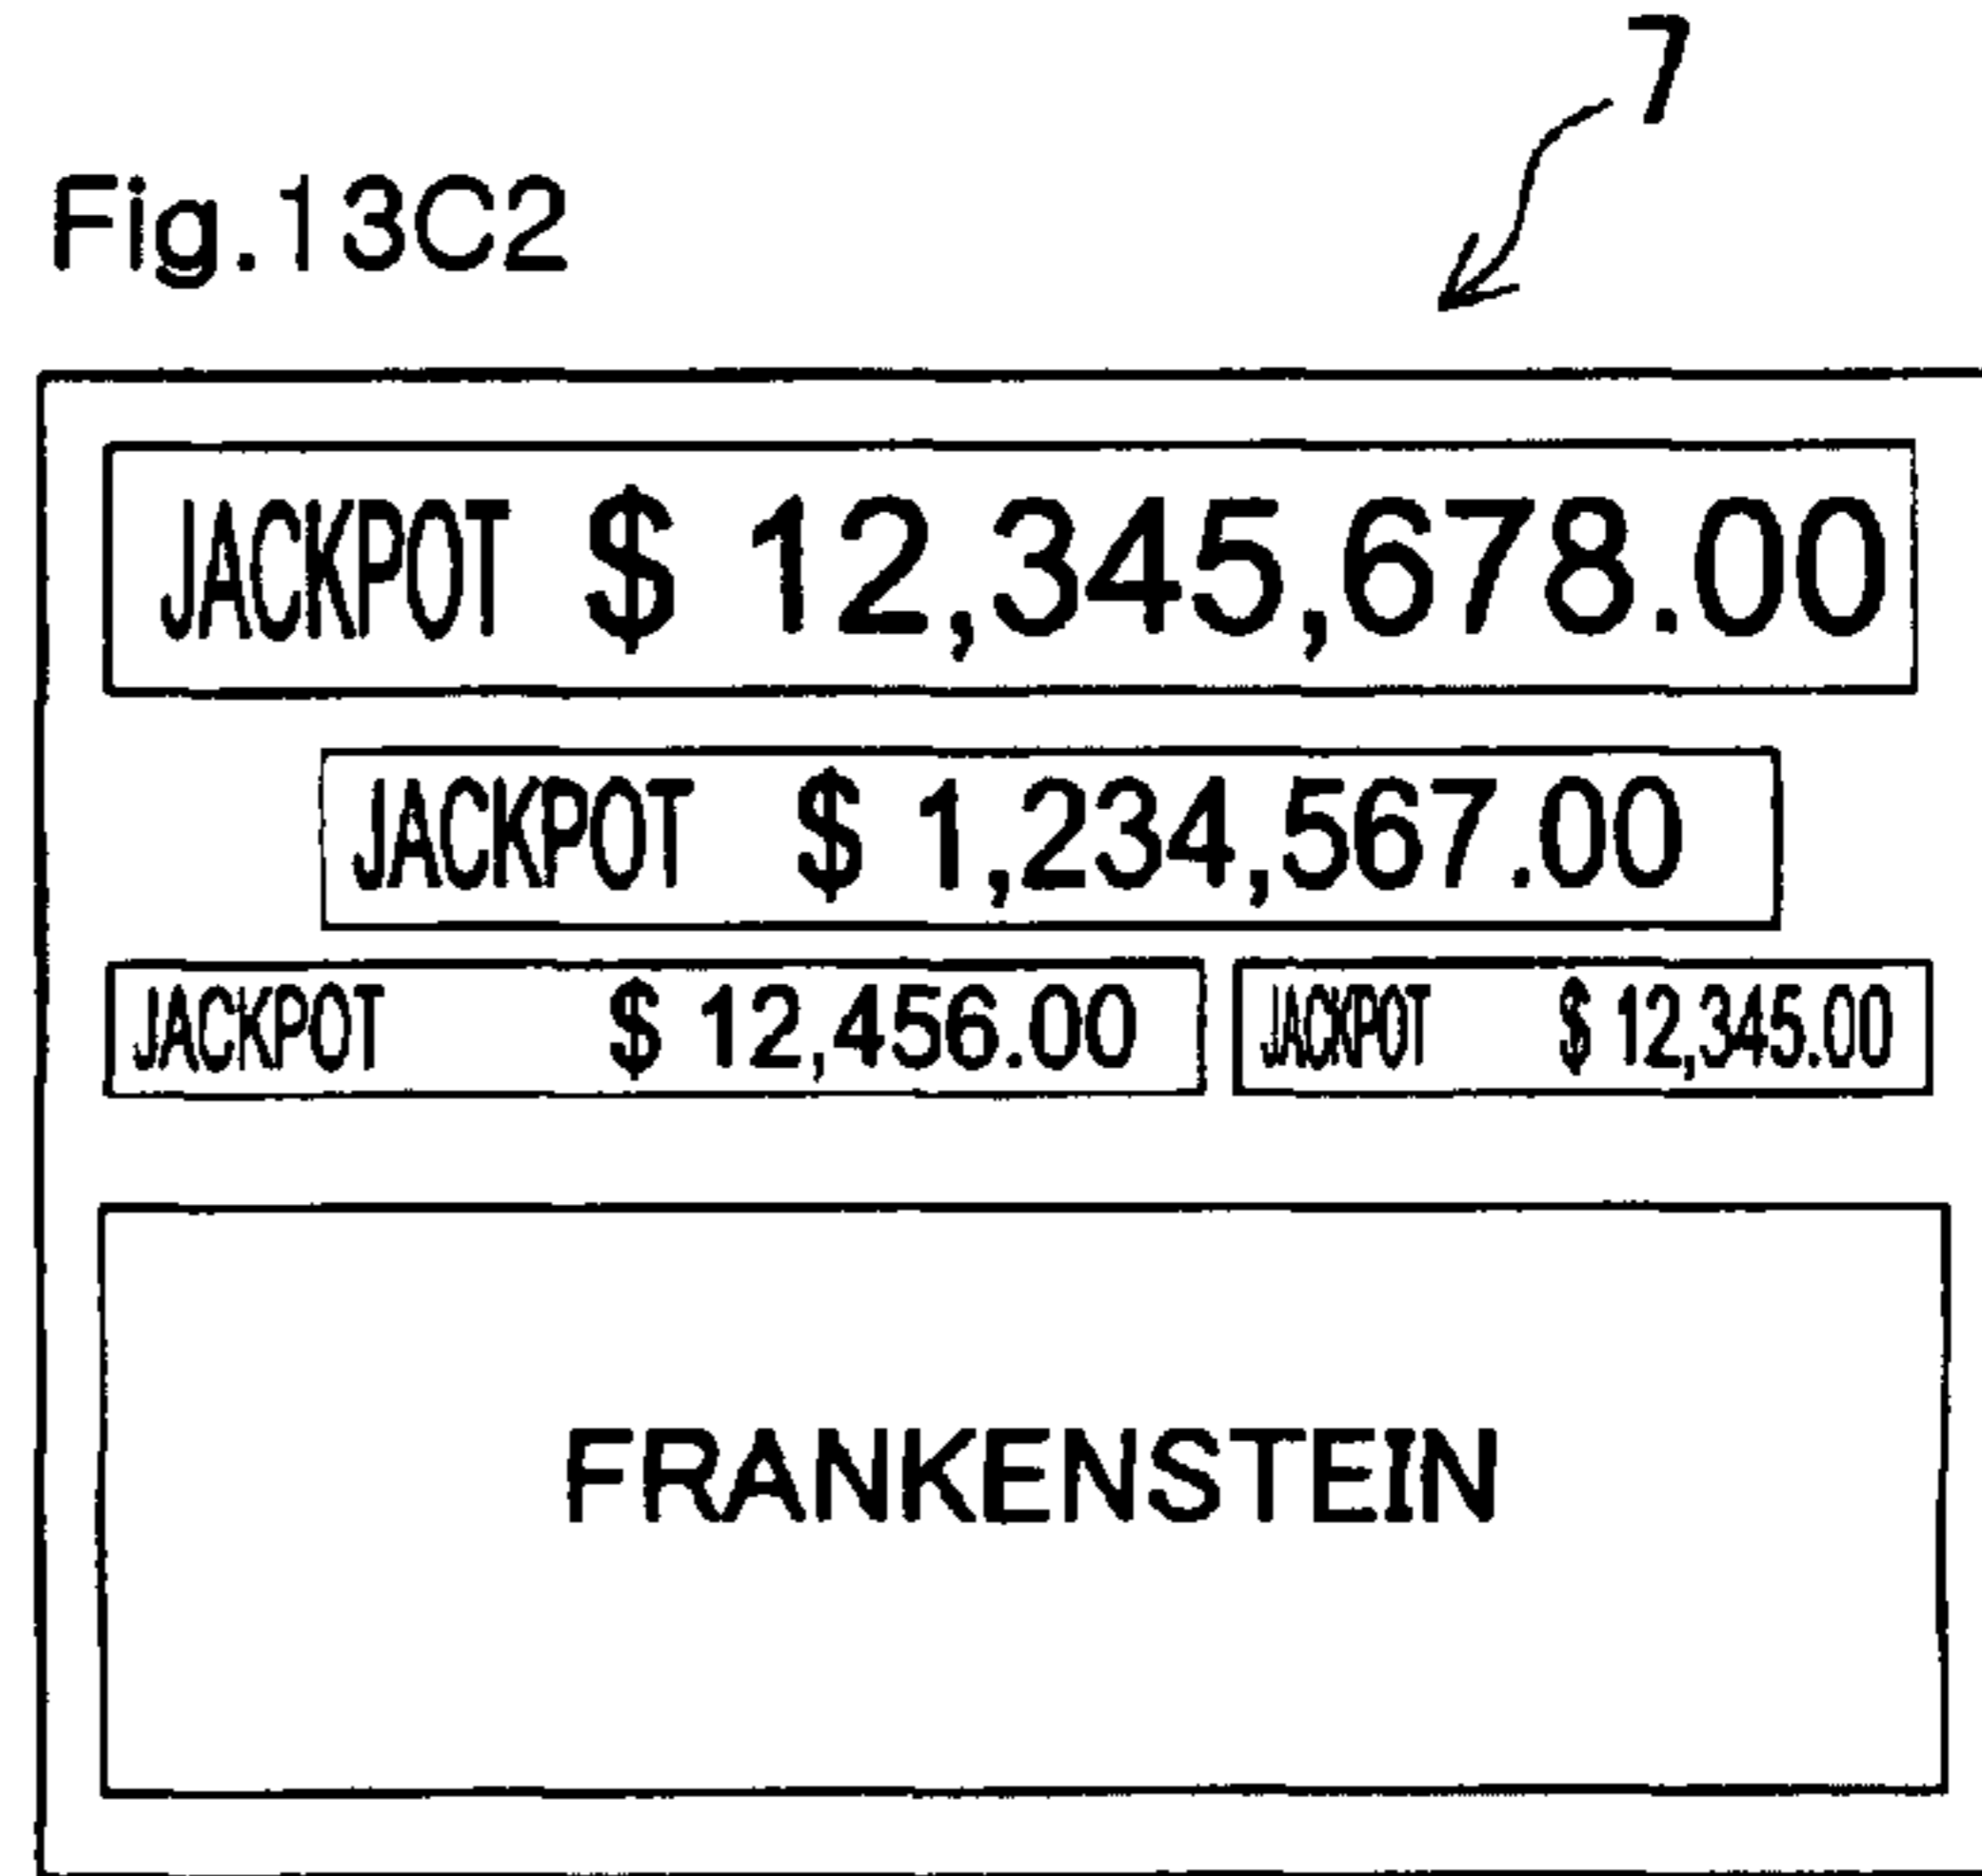 7
Fig.13C2
JACKPOT $ 12,345,678.00
JACKPOT $ 1,234,567.00
JACKPOT $ 12,456.00
JACKPOT $ 12,345.00
FRANKENSTEIN